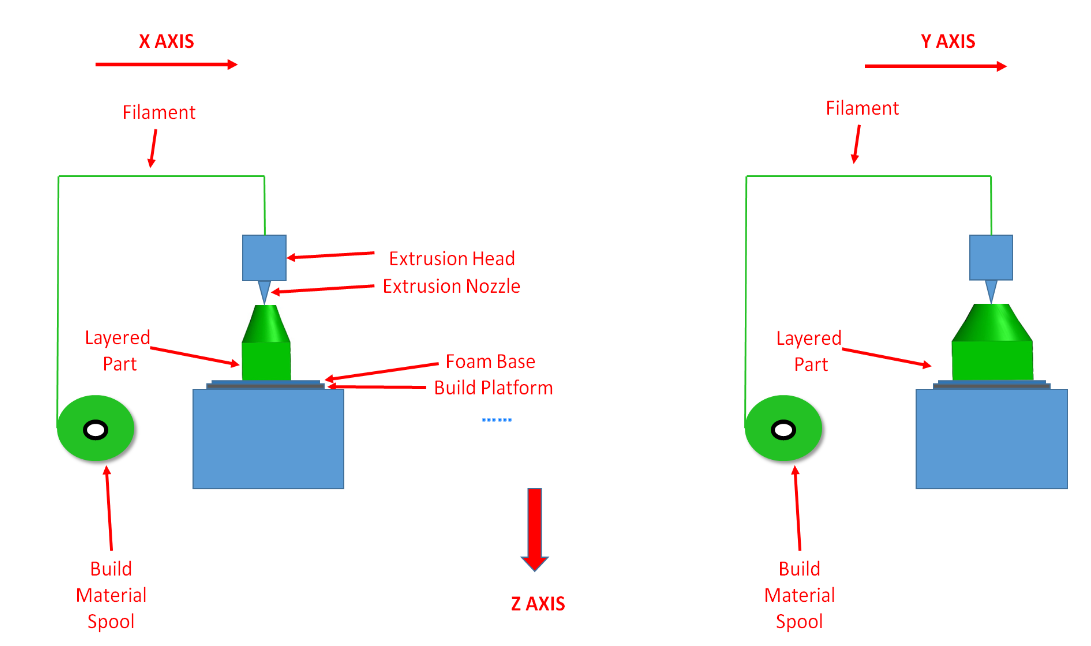 X AXIS
Filament
Extrusion Head
Extrusion Nozzle
Layered
Part
Foam Base
Build Platform
Build
Material
Spool
Z AXIS
Y AXIS
Filament
Layered
Part
Build
Material
Spool